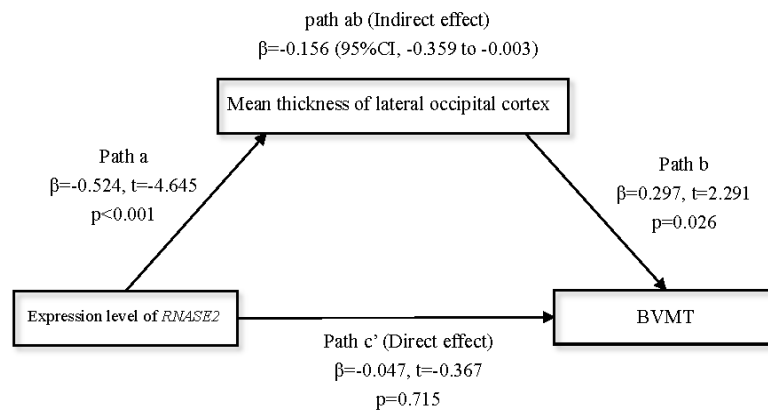 path ab (Indirect effect)
β=-0.156 (95%CI, -0.359 to -0.003)
Mean thickness of lateral occipital cortex
Path a
β=-0.524, t=-4.645
p<0.001
Path b
β=0.297, t=2.291
p=0.026
Expression level of RNASE2
BVMT
Path c’ (Direct effect)
β=-0.047, t=-0.367
p=0.715